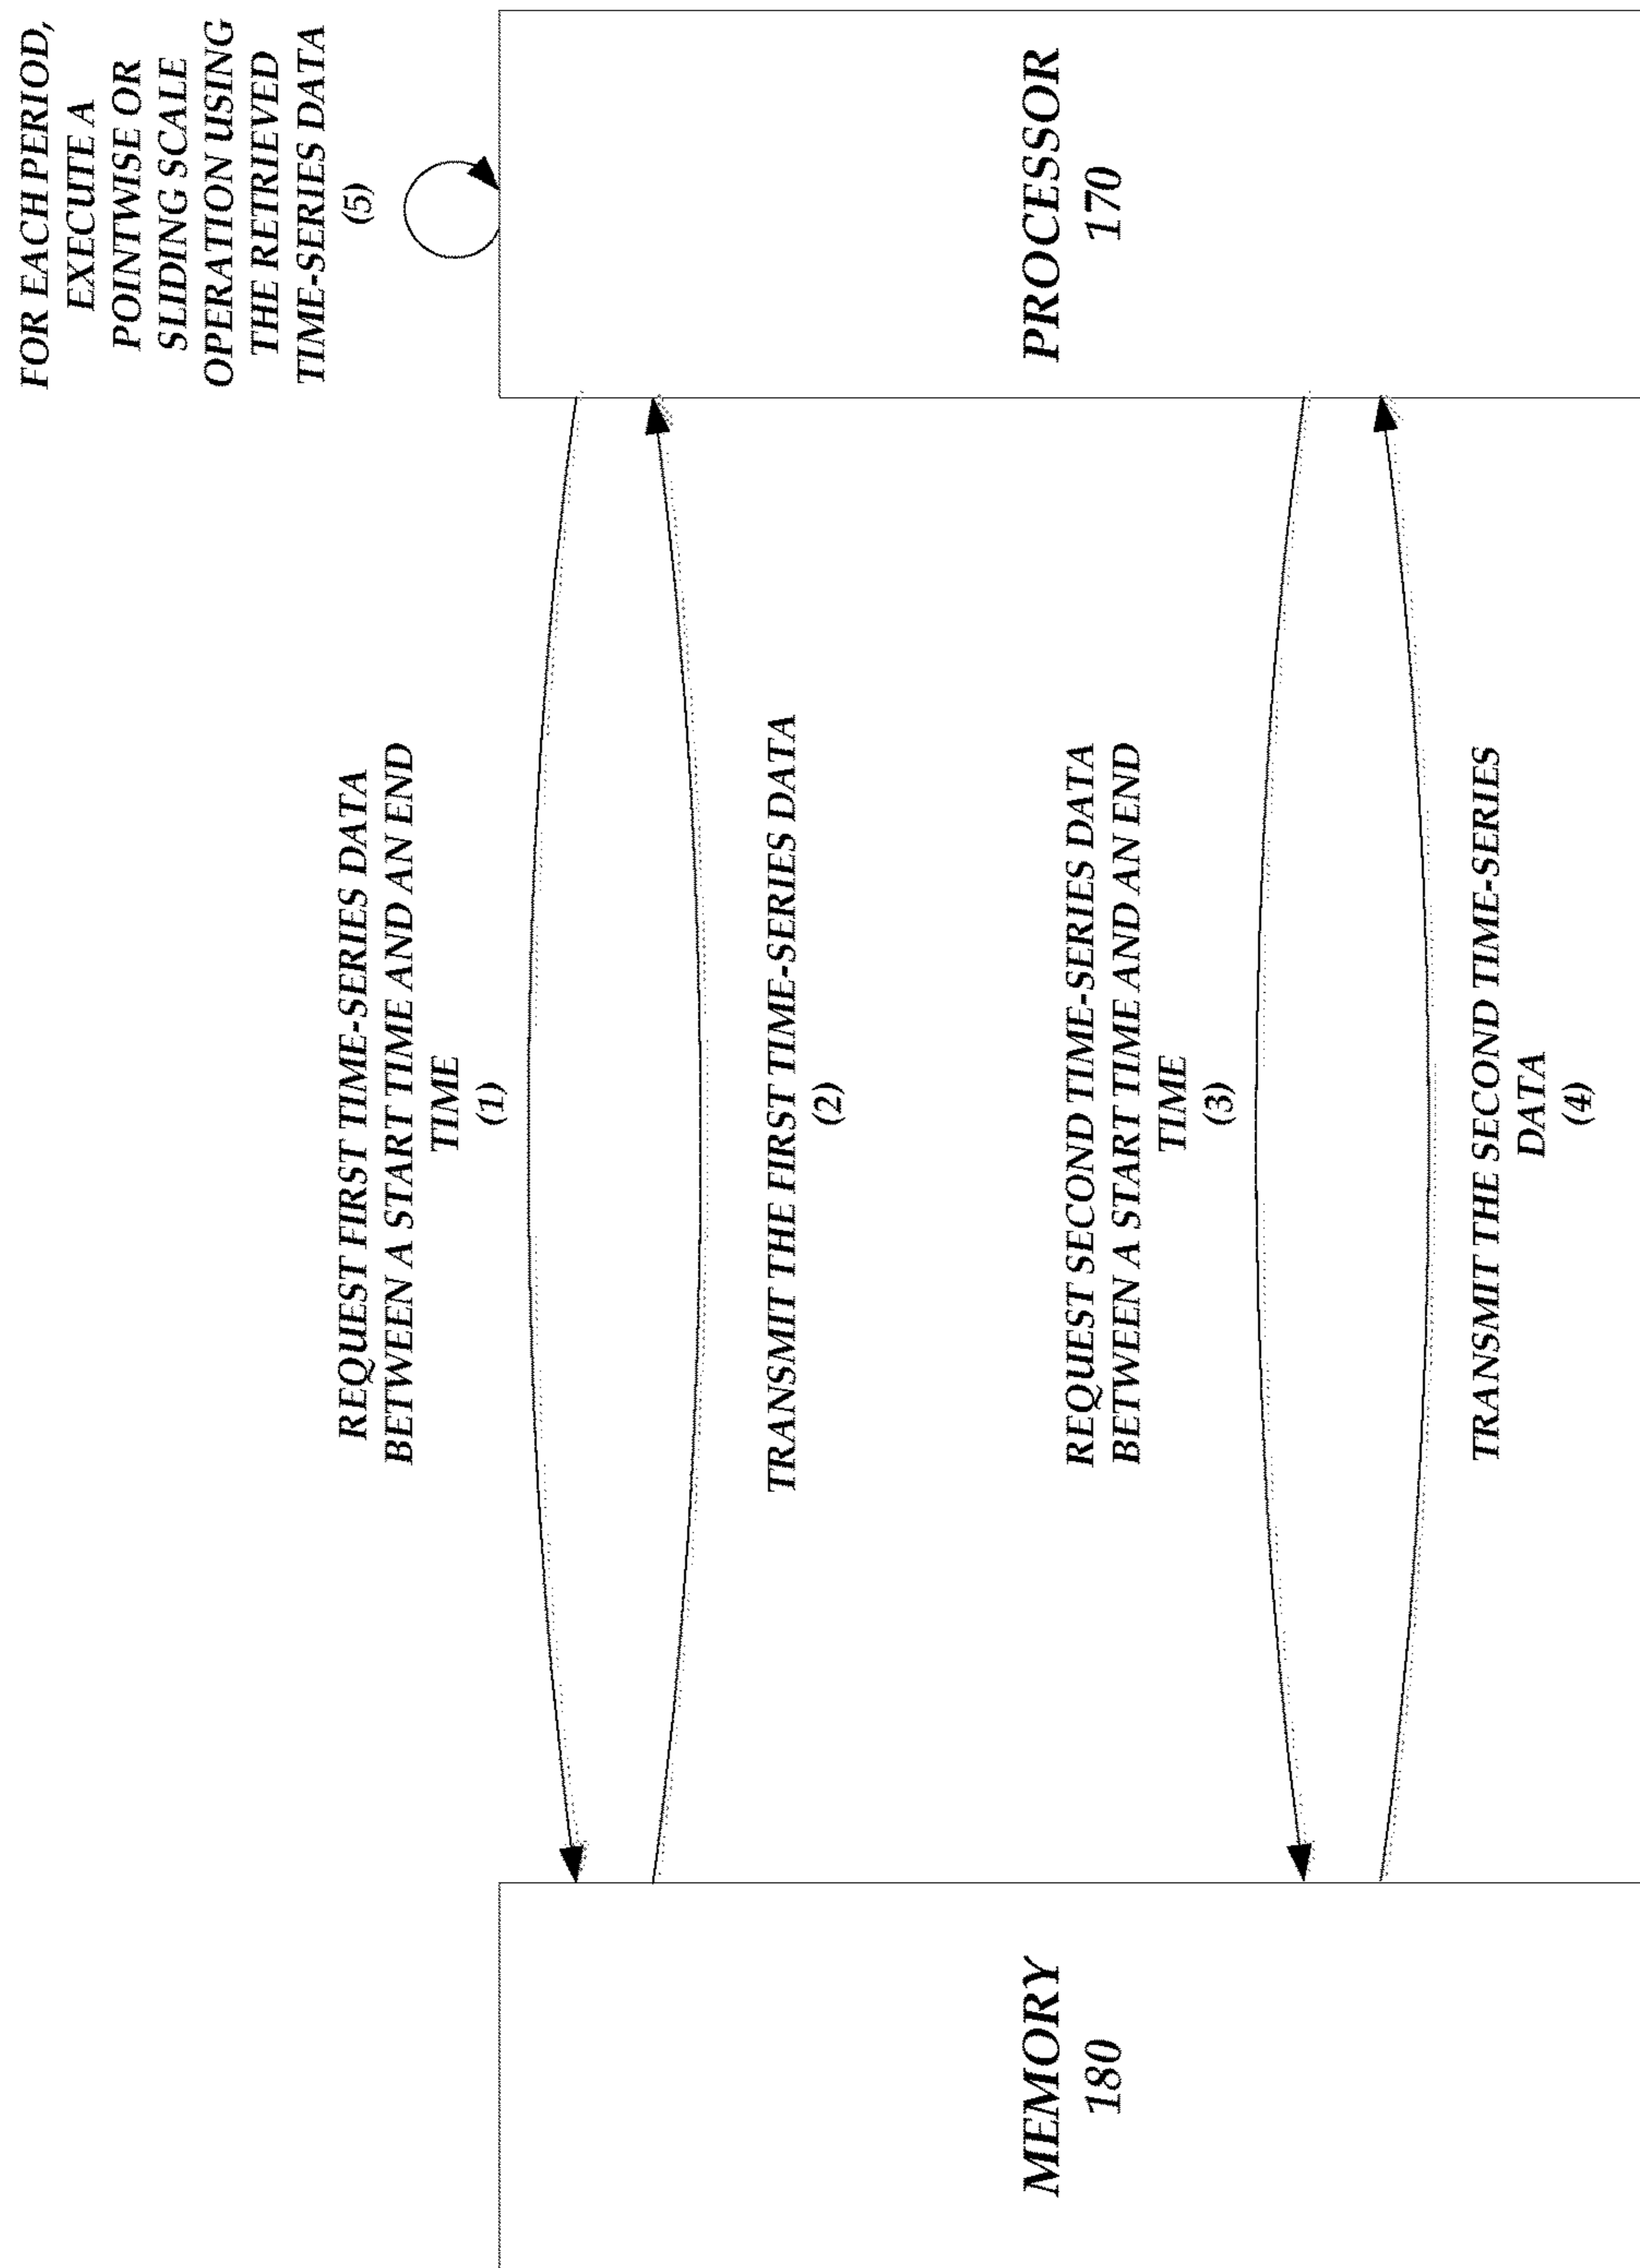 FOR EACH PERIOD,
EXECUTE A
POINTWISE OR
SLIDING SCALE
OPERATION USING
THE RETRIEVED
TIME-SERIES DATA
(5)
REQUEST FIRST TIME-SERIES DATA
BETWEEN A START TIME AND AN END
TIME
(1)
TRANSMIT THE FIRST TIME-SERIES DATA
(2)
REQUEST SECOND TIME-SERIES DATA
BETWEEN A START TIME AND AN END
TIME
(3)
TRANSMIT THE SECOND TIME-SERIES
DATA
(4)
MEMORY
180
PROCESSOR
170